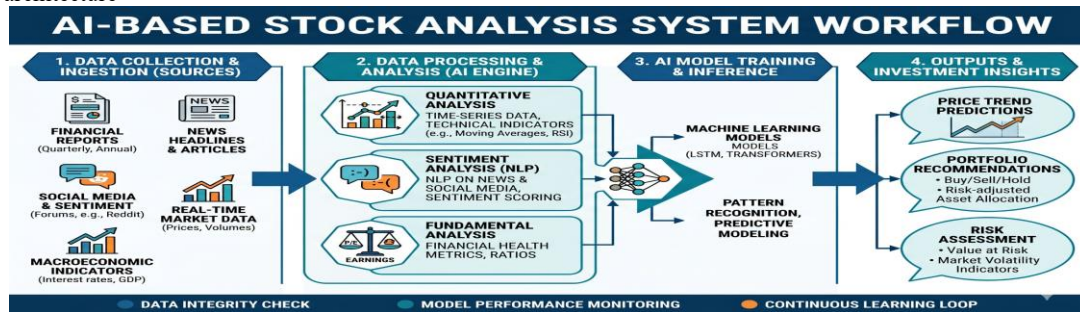 AI-BASED STOCK ANALYSIS SYSTEM WORKFLOW
1. DATA COLLECTION &
INGESTION (SOURCES)
FINANCIAL
REPORTS
(Quarterly, Annual)
NEWS
NEWS
HEADLINES
& ARTICLES
SOCIAL MEDIA
& SENTIMENT
(Forums, e.g., Reddit)
REAL-TIME
MARKET DATA
(Prices, Volumes)
MACROECONOMIC
INDICATORS
(Interest rates, GDP)
2. DATA PROCESSING &
ANALYSIS (AI ENGINE)
QUANTITATIVE
ANALYSIS
TIME-SERIES DATA,
TECHNICAL INDICATORS
(e.g., Moving Averages, RSI)
SENTIMENT
ANALYSIS (NLP)
NLP ON NEWS &
SOCIAL MEDIA,
SENTIMENT SCORING
EARNINGS
FUNDAMENTAL
ANALYSIS
FINANCIAL HEALTH
METRICS, RATIOS
3. AI MODEL TRAINING
& INFERENCE
MACHINE LEARNING
MODELS
MODELS
(LSTM, TRANSFORMERS)
PATTERN
RECOGNITION,
PREDICTIVE
MODELING
4. OUTPUTS &
INVESTMENT INSIGHTS
PRICE TREND
PREDICTIONS
PORTFOLIO
RECOMMENDATIONS
• Buy/Sell/Hold
• Risk-adjusted
Asset Allocation
RISK
ASSESSMENT
• Value at Risk
• Market Volatility
Indicators
DATA INTEGRITY CHECK
MODEL PERFORMANCE MONITORING
CONTINUOUS LEARNING LOOP